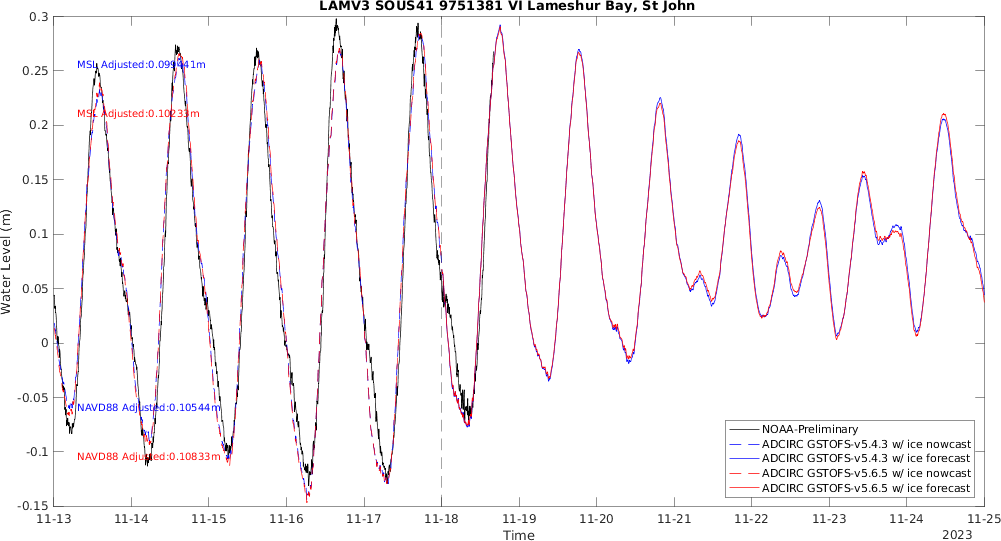 LAMV3 SOUS41 9751381 VI Lameshur Bay, St John
0.3
0.25
0.2
0.15
0.1
0.05
0
-0.05
-0.1
-0.15
Water Level (m)
MSL Adjusted:0.099441m
MSL Adjusted:0.10233m
NAVD88 Adjusted:0.10544m
NAVD88 Adjusted:0.10833m
NOAA-Preliminary
ADCIRC GSTOFS-v5.4.3 w/ ice nowcast
ADCIRC GSTOFS-v5.4.3 w/ ice forecast
ADCIRC GSTOFS-v5.6.5 w/ ice nowcast
ADCIRC GSTOFS-v5.6.5 w/ ice forecast
11-13 11-14 11-15 11-16 11-17 11-18 11-19 11-20 11-21 11-22 11-23 11-24 11-25
Time
2023